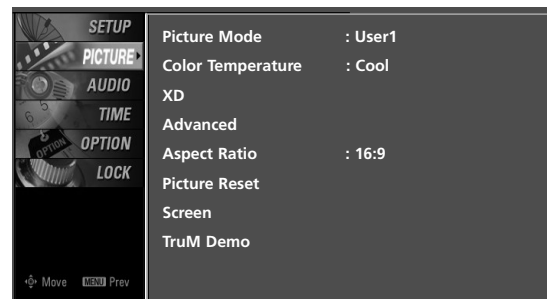 SETUP
PICTURE
AUDIO
TIME
OPTION
LOCK
Move MENU Prev
Picture Mode : User1
Color Temperature : Cool
XD
Advanced
Aspect Ratio : 16:9
Picture Reset
Screen
TruM Demo